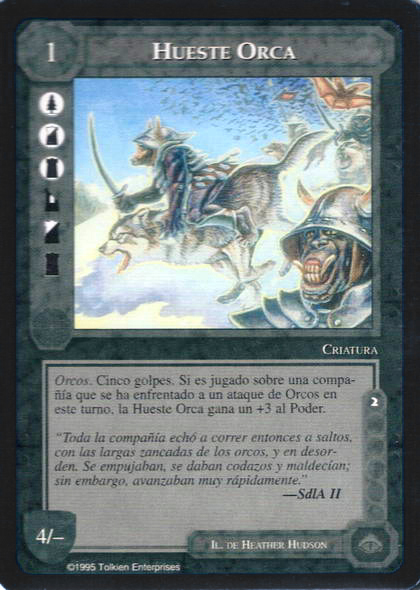 1
HUESTE ORCA
CRIATURA
Orcos. Cinco golpes. Si es jugado sobre una compa-
ñía que se ha enfrentado a un ataque de Orcos en
este turno, la Hueste Orca gana un +3 al Poder.
2
"Toda la compañía echó a correr entonces a saltos,
con las largas zancadas de los orcos, y en desor-
den. Se empujaban, se daban codazos y maldecían;
sin embargo, avanzaban muy rápidamente."
—SdlA II
4/–
IL. DE HEATHER HUDSON
©1995 Tolkien Enterprises